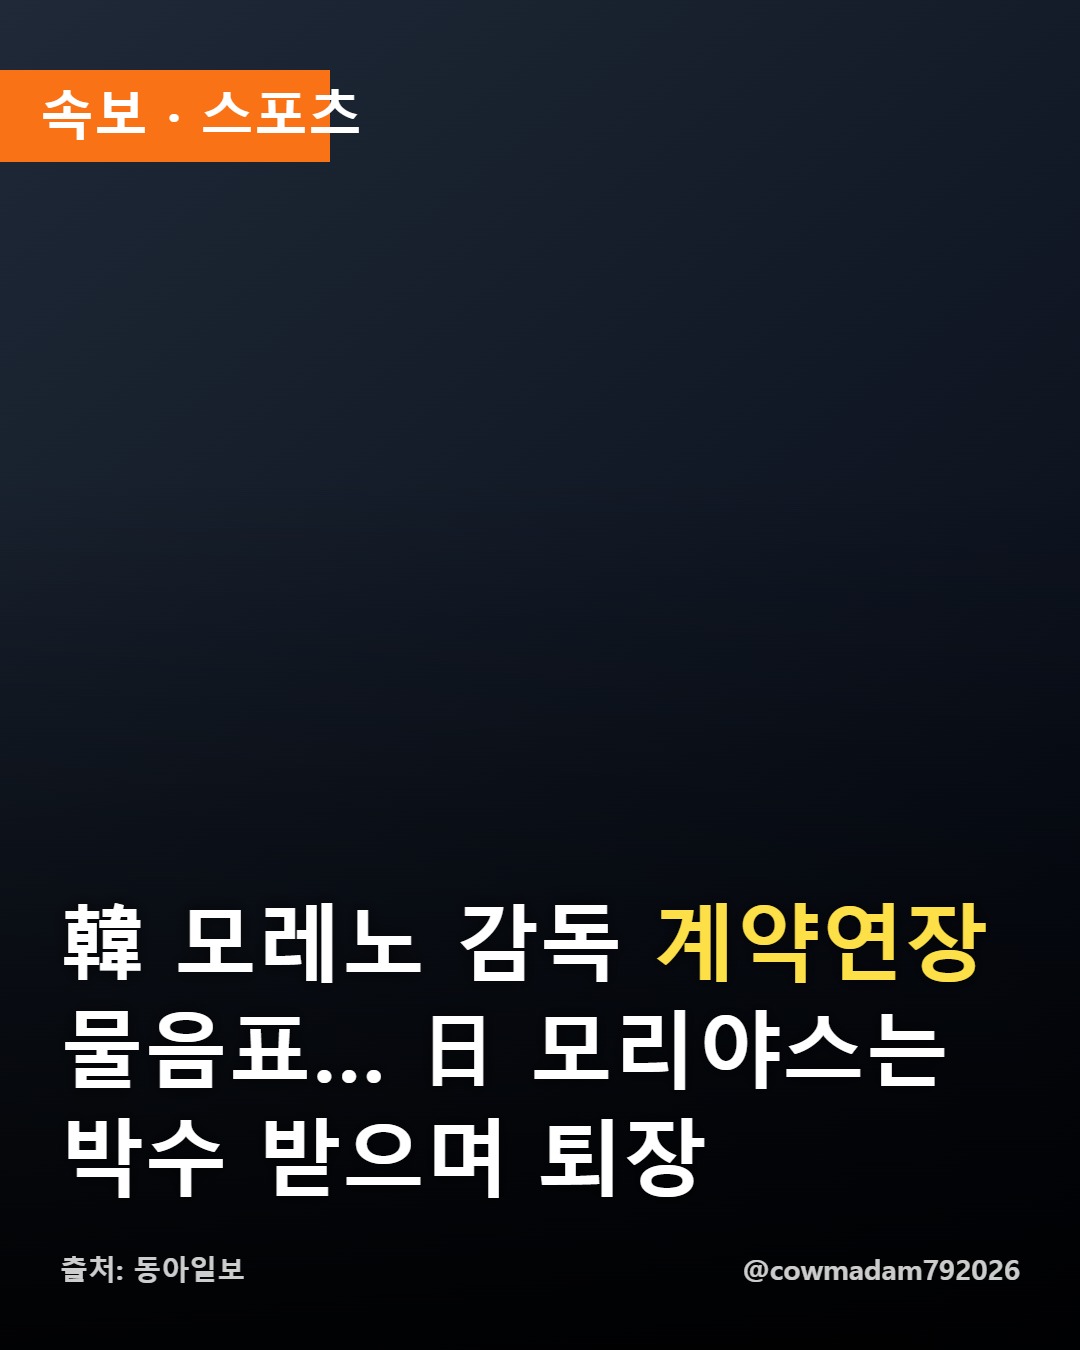 속보 · 스포츠
韓 모레노 감독 계약연장
물음표... 日 모리야스는
박수 받으며 퇴장
출처: 동아일보
@cowmadam792026